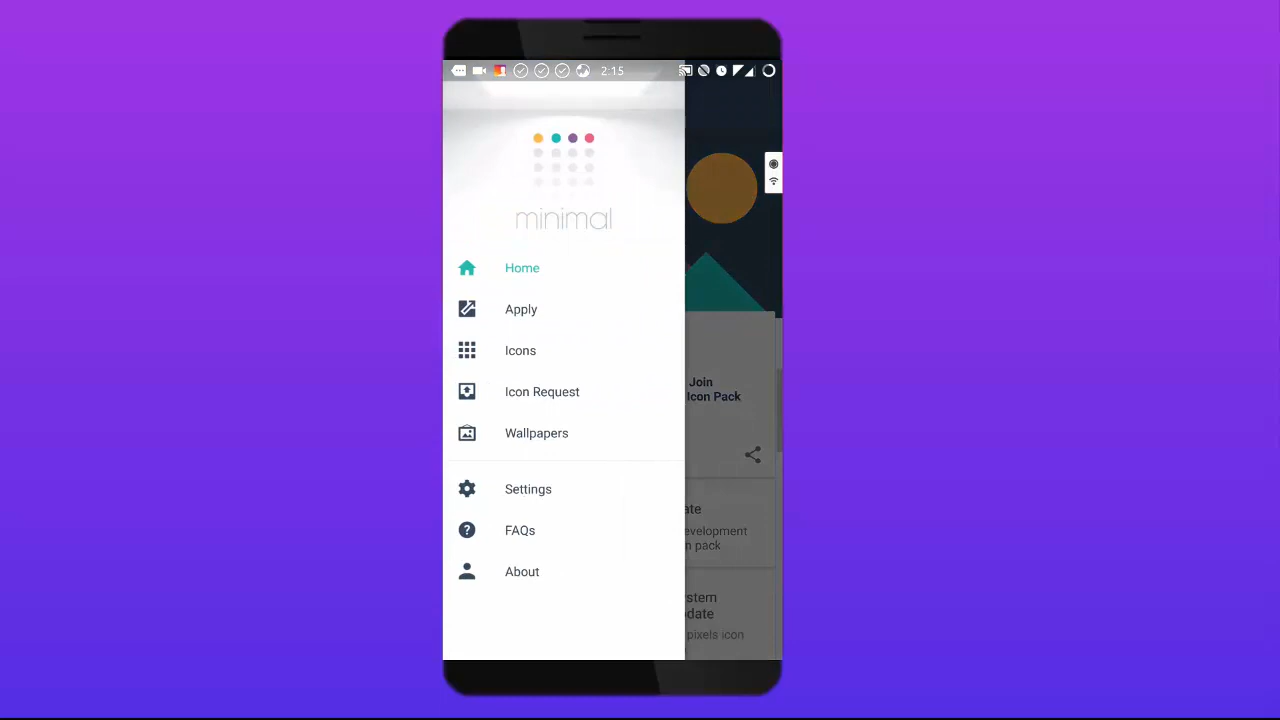 2:15
minimal
Home
Apply
Icons
Icon Request
Wallpapers
Settings
FAQs
About
Join
Icon Pack
ate
evelopment
n pack
ystem
date
pixels icon